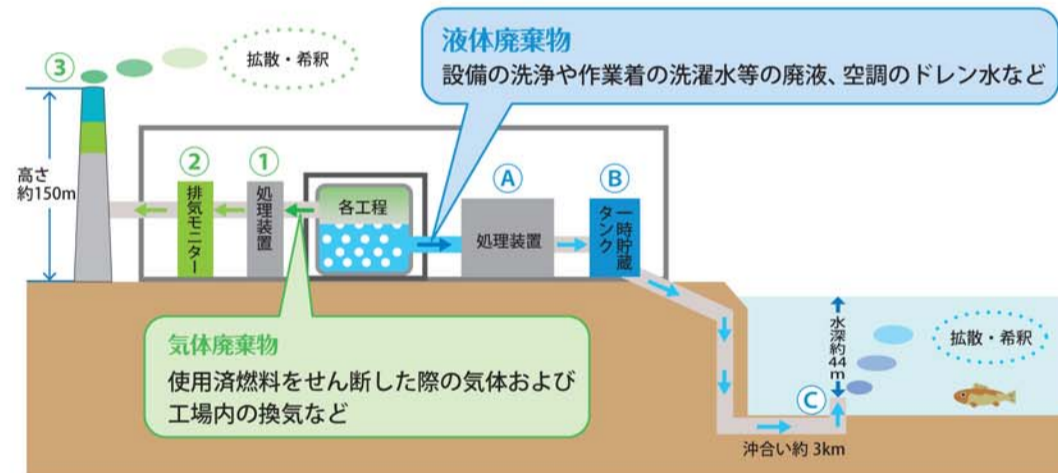 ③
拡散・希釈
液体廃棄物
設備の洗浄や作業着の洗濯水等の廃液、空調のドレン水など
高さ
約150m
②
排気モニター
①
処理装置
各工程
Ⓐ
処理装置
Ⓑ
一時貯蔵
タンク
気体廃棄物
使用済燃料をせん断した際の気体および
工場内の換気など
水深約44m
拡散・希釈
Ⓒ
沖合い約3km